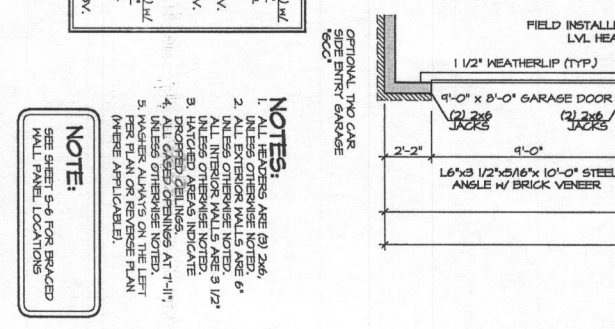 FIELD INSTALLE
LVL HEA
1 1/2" WEATHERLIP (TYP.)
9'-0" x 8'-0" GARAGE DOOR
(2) 2x6
JACKS
(2) 2x6
JACKS
2'-2"
9'-0"
L6"x3 1/2"x5/16"x 10'-0" STEEL
ANGLE W/ BRICK VENEER
OPTIONAL TWO CAR
SIDE ENTRY GARAGE
"GCC"
NOTES:
1. ALL HEADERS ARE (3) 2x6,
UNLESS OTHERWISE NOTED.
2. ALL EXTERIOR WALLS ARE 6"
UNLESS OTHERWISE NOTED.
ALL INTERIOR WALLS ARE 3 1/2"
UNLESS OTHERWISE NOTED.
3. HATCHED AREAS INDICATE
DROPPED CEILINGS.
4. ALL CASED OPENINGS AT 7'-11",
UNLESS OTHERWISE NOTED.
5. WASHER ALWAYS ON THE LEFT
PER PLAN OR REVERSE PLAN
(WHERE APPLICABLE).
NOTE:
SEE SHEET S-6 FOR BRACED
WALL PANEL LOCATIONS